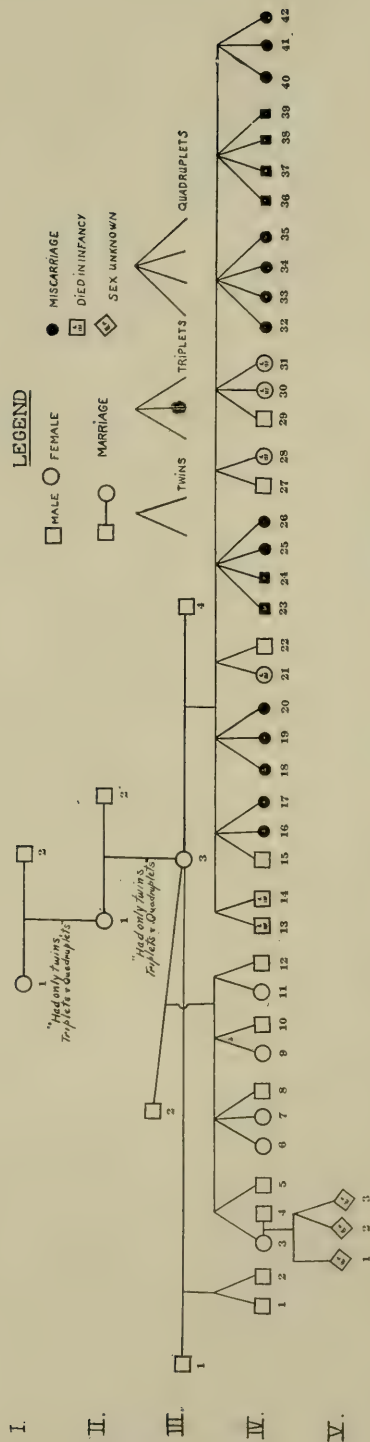 LEGEND
MALE FEMALE MISCARRIAGE
MARRIAGE DIED IN INFANCY
SEX UNKNOWN
TWINS TRIPLETS QUADRUPLETS
I.
1 2
"Had only twins,
Triplets & Quadruplets"
II.
1 2
"Had only twins,
Triplets & Quadruplets"
III.
1 2 3 4
IV.
1 2 3 4 5 6 7 8 9 10 11 12 13 14 15 16 17 18 19 20 21 22 23 24 25 26 27 28 29 30 31 32 33 34 35 36 37 38 39 40 41 42
V.
1 2 3